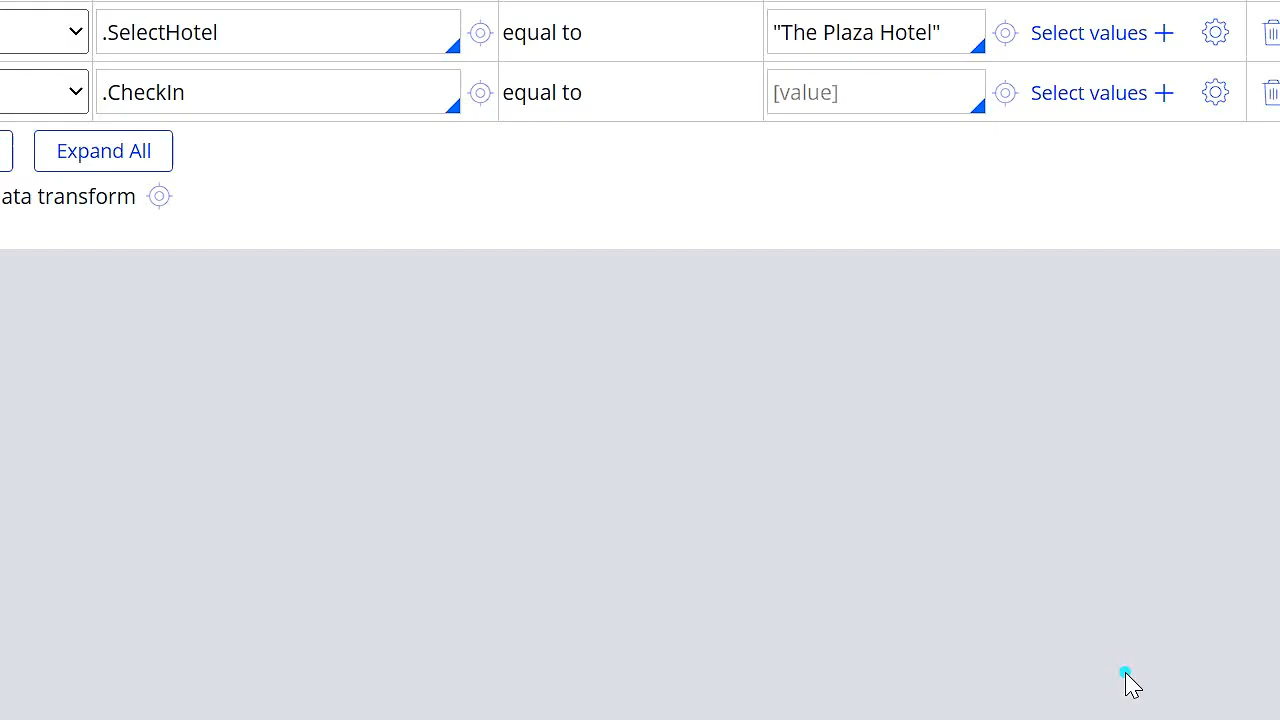 .SelectHotel equal to "The Plaza Hotel" Select values
.CheckIn equal to [value] Select values
Expand All
ata transform